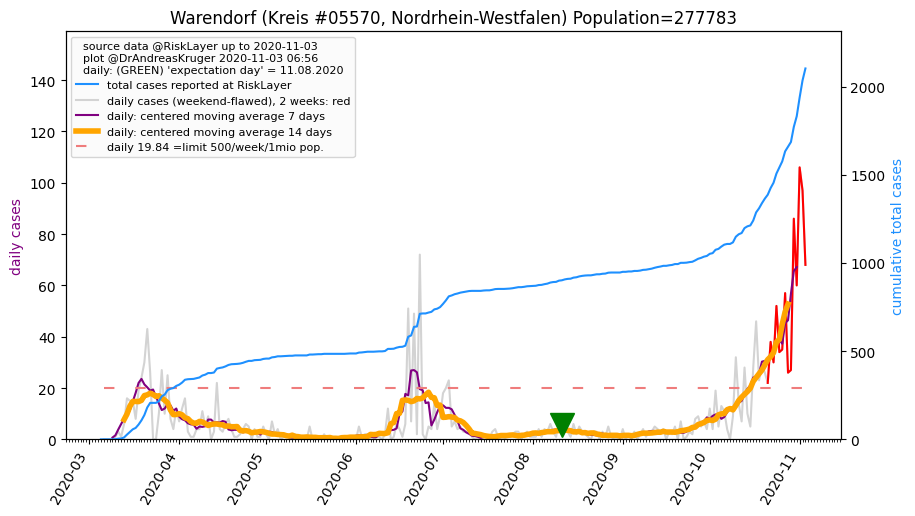 Warendorf (Kreis #05570, Nordrhein-Westfalen) Population=277783
source data @RiskLayer up to 2020-11-03
plot @DrAndreasKruger 2020-11-03 06:56
daily: (GREEN) 'expectation day' = 11.08.2020
total cases reported at RiskLayer
daily cases (weekend-flawed), 2 weeks: red
daily: centered moving average 7 days
daily: centered moving average 14 days
daily 19.84 =limit 500/week/1mio pop.
daily cases
140
120
100
80
60
40
20
0
cumulative total cases
2000
1500
1000
500
0
2020-03
2020-04
2020-05
2020-06
2020-07
2020-08
2020-09
2020-10
2020-11